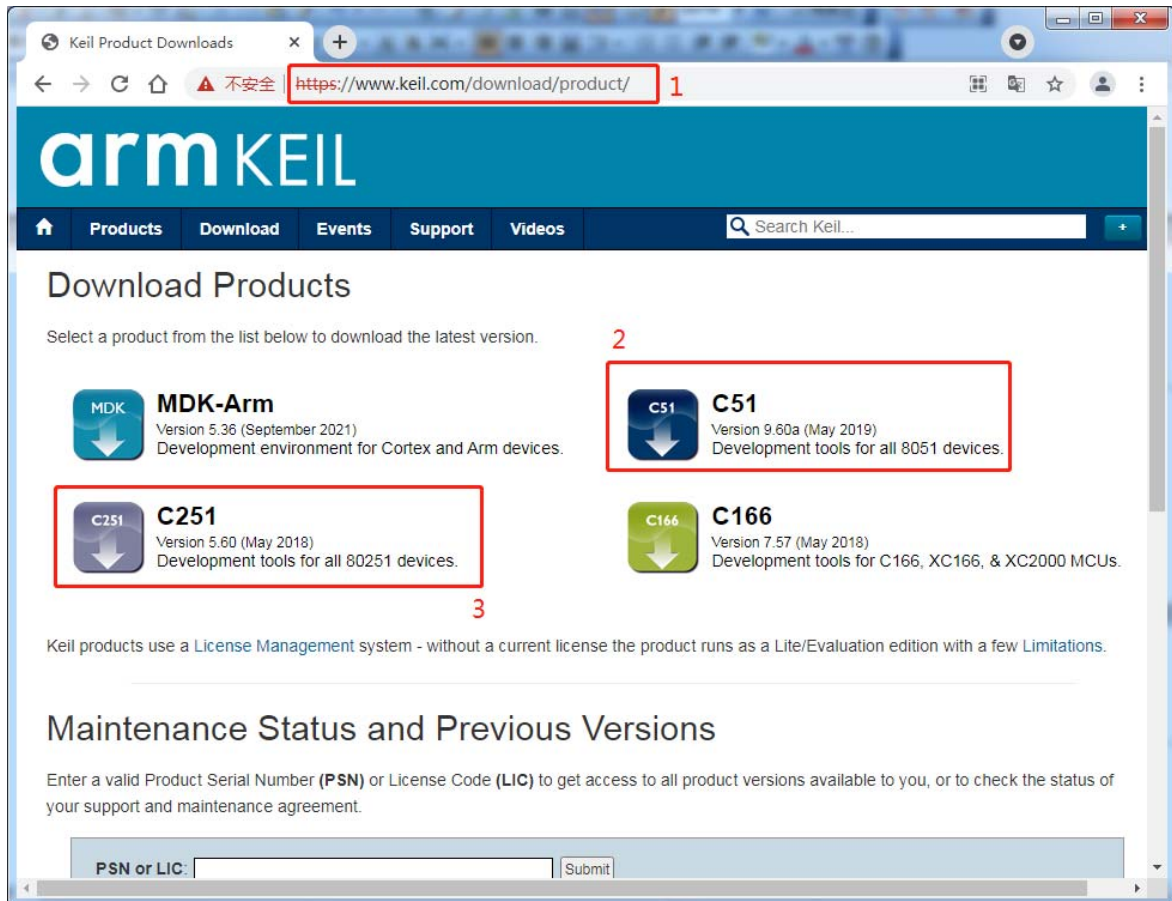 Keil Product Downloads
不安全
https://www.keil.com/download/product/
1
arm KEIL
Products Download Events Support Videos
Search Keil...
Download Products
Select a product from the list below to download the latest version.
2
MDK
MDK-Arm
Version 5.36 (September 2021)
Development environment for Cortex and Arm devices.
C51
C51
Version 9.60a (May 2019)
Development tools for all 8051 devices.
C251
C251
Version 5.60 (May 2018)
Development tools for all 80251 devices.
C166
C166
Version 7.57 (May 2018)
Development tools for C166, XC166, & XC2000 MCUs.
3
Keil products use a License Management system - without a current license the product runs as a Lite/Evaluation edition with a few Limitations.
Maintenance Status and Previous Versions
Enter a valid Product Serial Number (PSN) or License Code (LIC) to get access to all product versions available to you, or to check the status of
your support and maintenance agreement.
PSN or LIC:
Submit